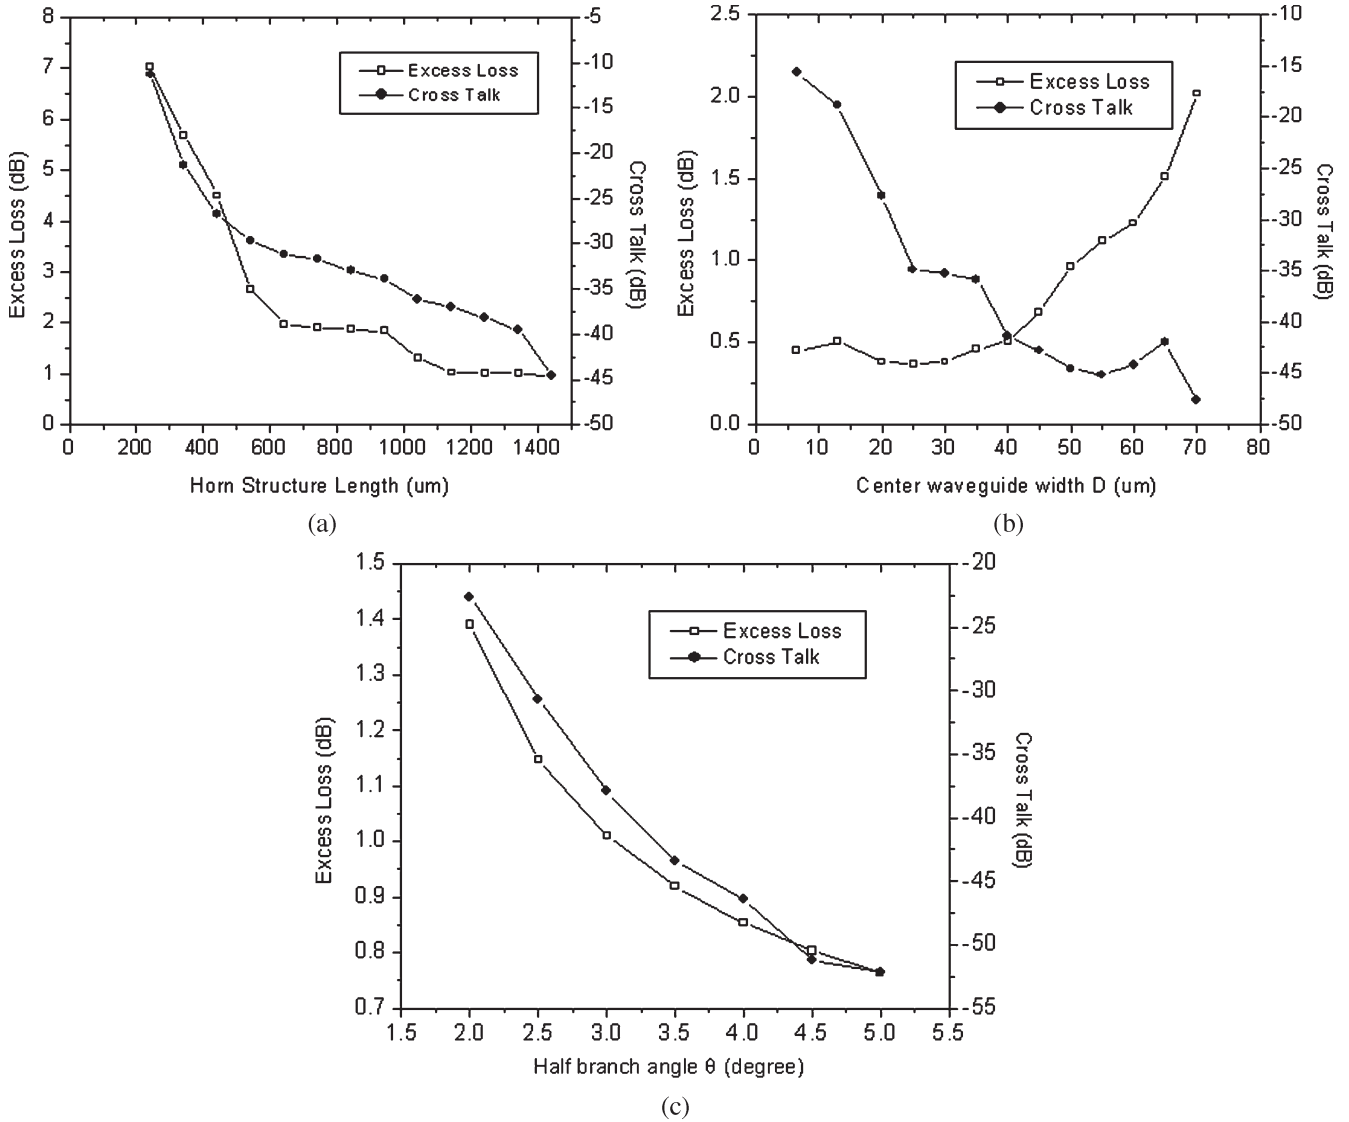 8
7
6
5
4
3
2
1
0
Excess Loss (dB)
-5
-10
-15
-20
-25
-30
-35
-40
-45
-50
Cross Talk (dB)
Excess Loss
Cross Talk
0 200 400 600 800 1000 1200 1400
Horn Structure Length (um)
(a)
2.5
2.0
1.5
1.0
0.5
0.0
Excess Loss (dB)
-10
-15
-20
-25
-30
-35
-40
-45
-50
Cross Talk (dB)
Excess Loss
Cross Talk
0 10 20 30 40 50 60 70 80
Center waveguide width D (um)
(b)
1.5
1.4
1.3
1.2
1.1
1.0
0.9
0.8
0.7
Excess Loss (dB)
-20
-25
-30
-35
-40
-45
-50
-55
Cross Talk (dB)
Excess Loss
Cross Talk
1.5 2.0 2.5 3.0 3.5 4.0 4.5 5.0 5.5
Half branch angle θ (degree)
(c)